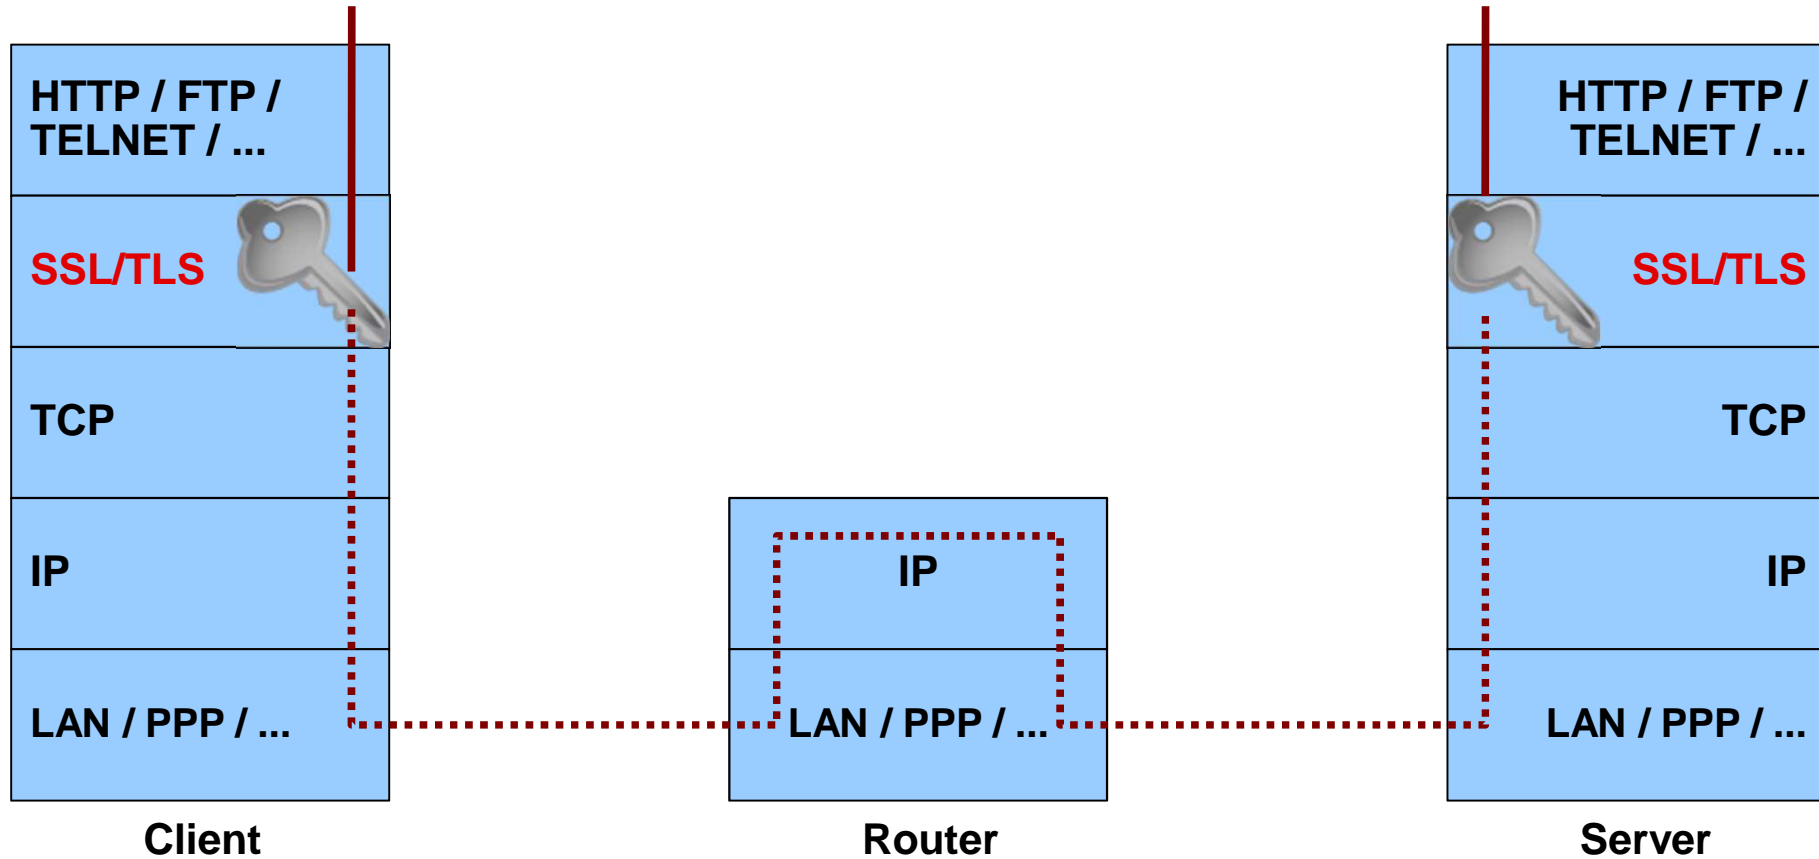 HTTP / FTP /
TELNET / ...
SSL/TLS
TCP
IP
LAN / PPP / ...
Client
IP
LAN / PPP / ...
Router
HTTP / FTP /
TELNET / ...
SSL/TLS
TCP
IP
LAN / PPP / ...
Server